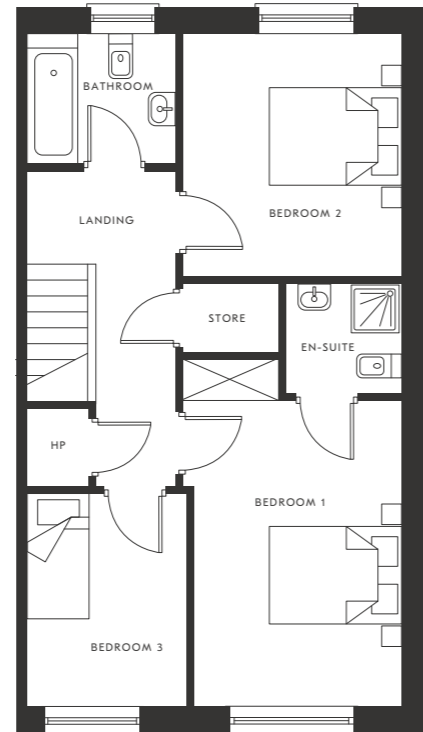 BATHROOM
LANDING
BEDROOM 2
STORE
EN-SUITE
HP
BEDROOM 1
BEDROOM 3